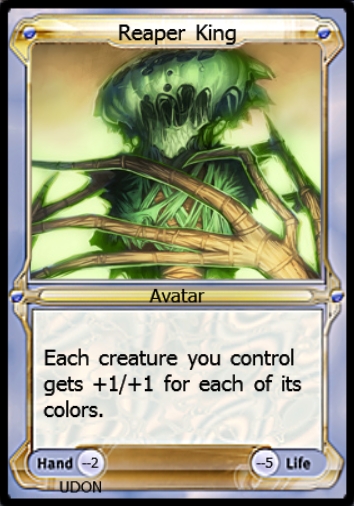 Reaper King
Avatar
Each creature you control
gets +1/+1 for each of its
colors.
Hand --2
--5 Life
UDON